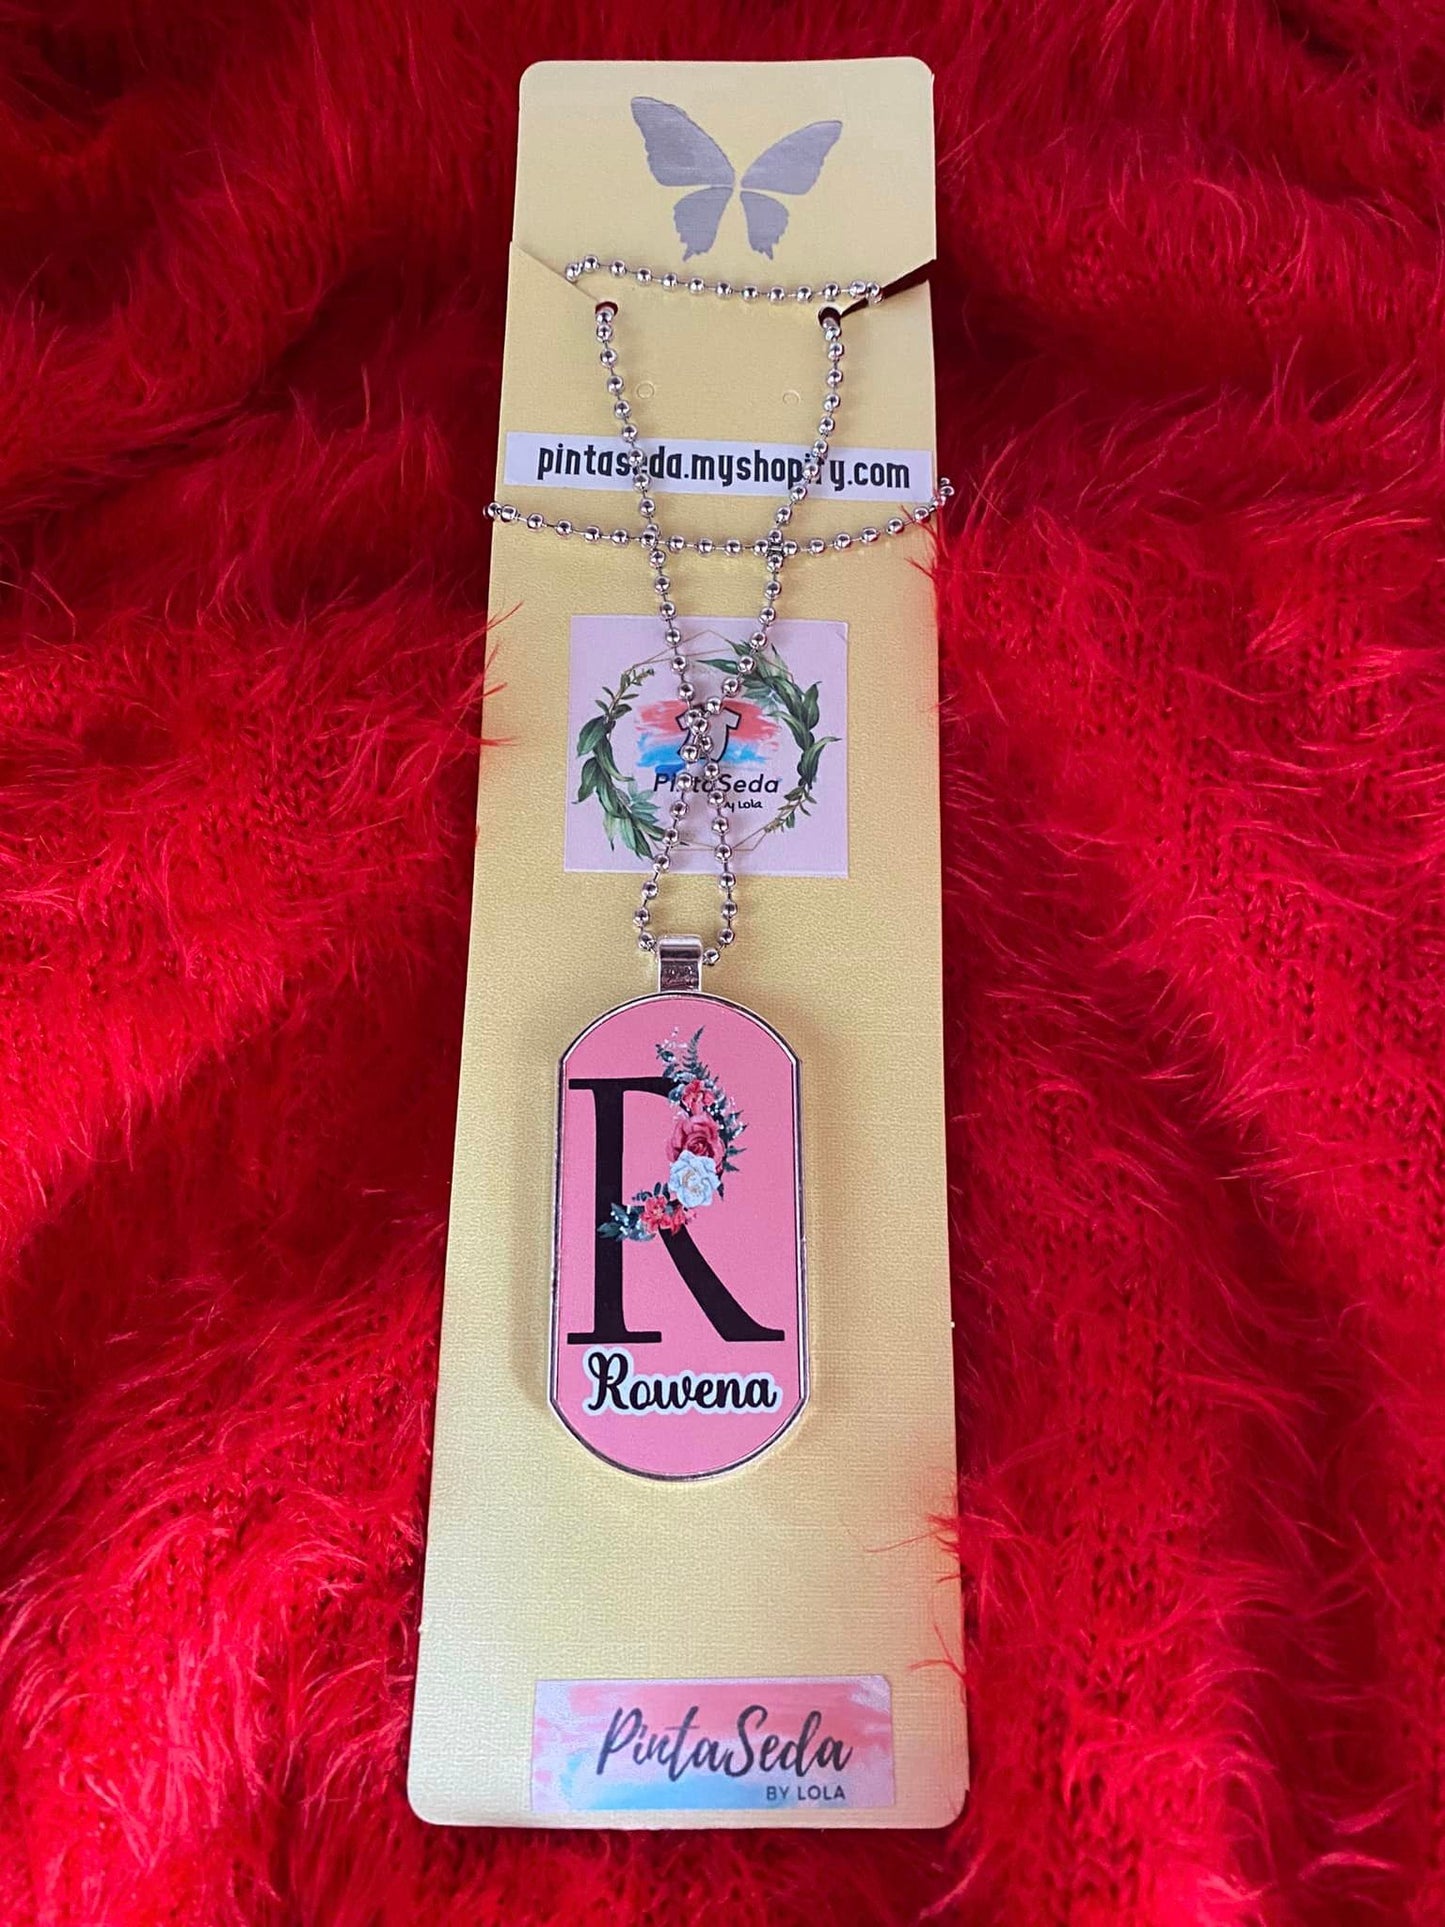 pintaseda.myshopify.com
PintaSeda
by Lola
R
Rowena
PintaSeda
BY LOLA